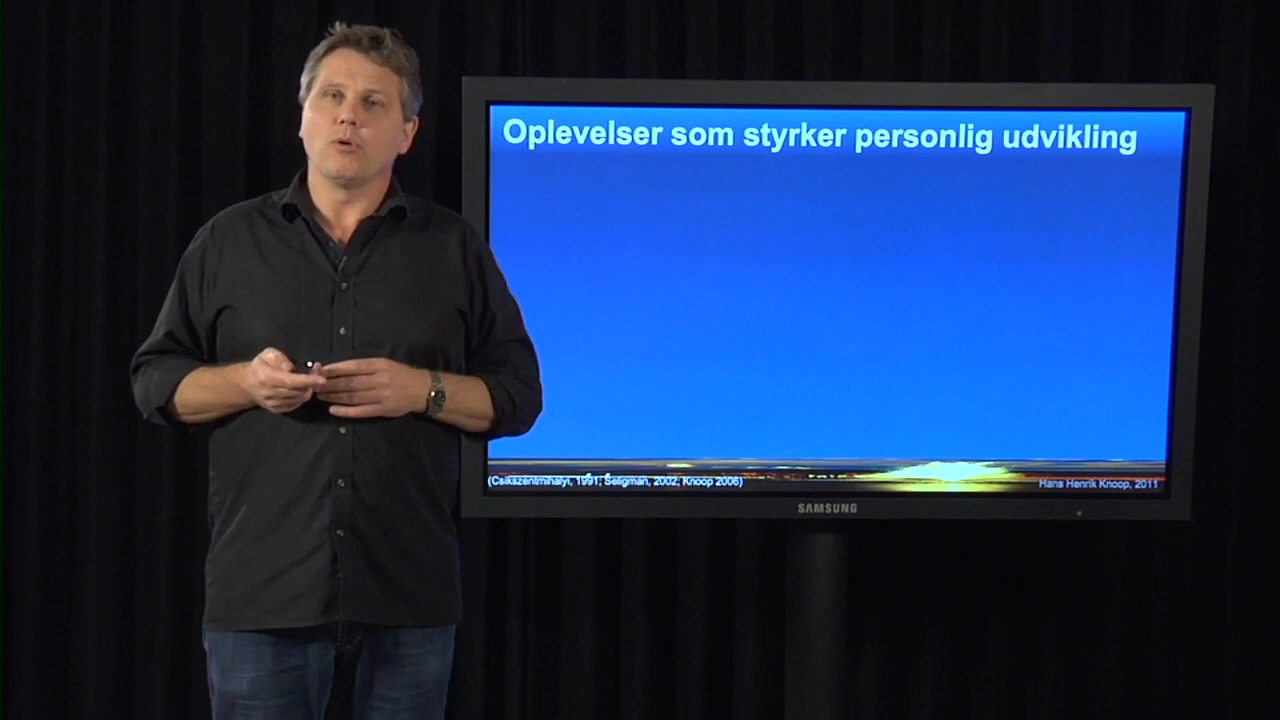 Oplevelser som styrker personlig udvikling
(Csikszentmihalyi, 1991; Seligman, 2002; Knoop 2006)
Hans Henrik Knoop, 2011
SAMSUNG